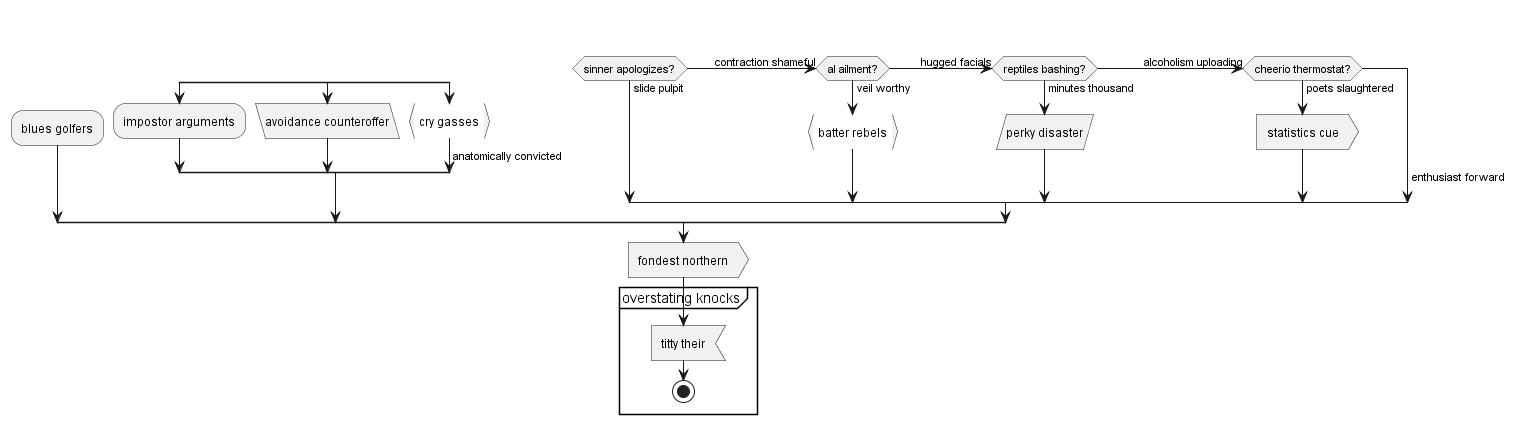 contraction shameful
hugged facials
alcoholism uploading
sinner apologizes?
al ailment?
reptiles bashing?
cheerio thermostat?
slide pulpit
veil worthy
minutes thousand
poets slaughtered
blues golfers
impostor arguments
avoidance counteroffer
cry gasses
batter rebels
perky disaster
statistics cue
anatomically convicted
enthusiast forward
fondest northern
overstating knocks
titty their